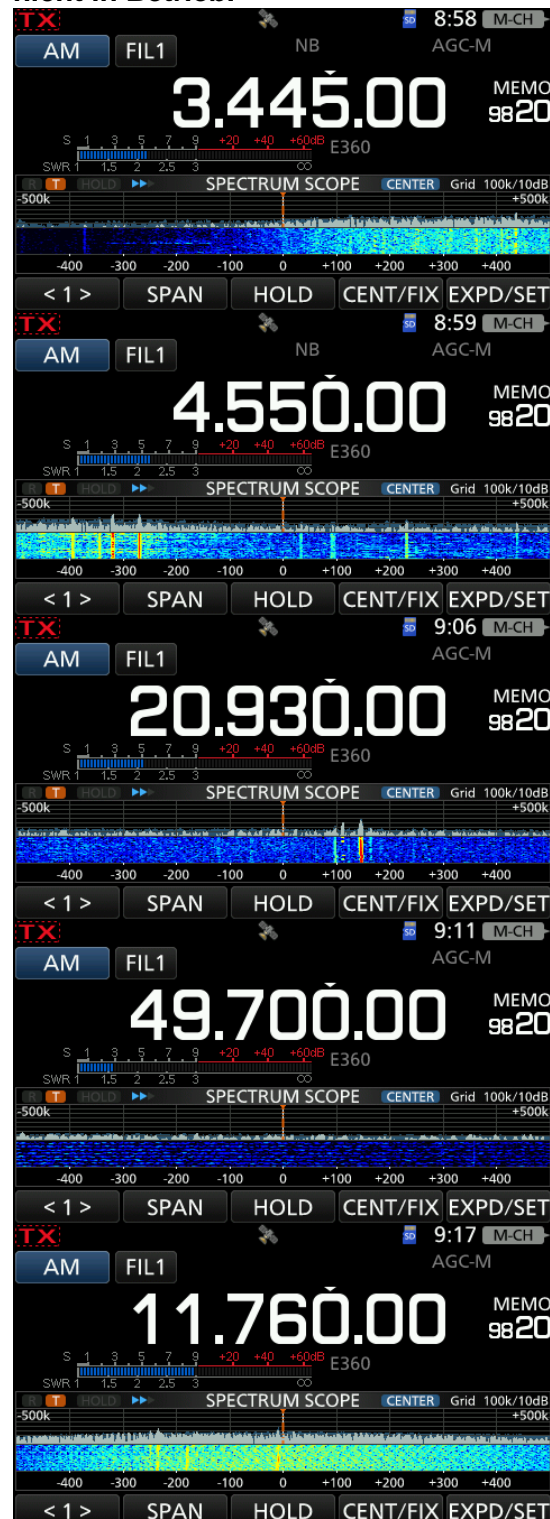 nicht in Betrieb.
TX SD 8:58 M-CH
AM FIL1 NB AGC-M
3.445.00 MEMO
9820
S 1 3 5 7 9 +20 +40 +60dB E360
SWR 1 1.5 2 2.5 3 ∞
R T HOLD SPECTRUM SCOPE CENTER Grid 100k/10dB
-500k +500k
-400 -300 -200 -100 0 +100 +200 +300 +400
< 1 > SPAN HOLD CENT/FIX EXPD/SET
TX SD 8:59 M-CH
AM FIL1 NB AGC-M
4.550.00 MEMO
9820
S 1 3 5 7 9 +20 +40 +60dB E360
SWR 1 1.5 2 2.5 3 ∞
R T HOLD SPECTRUM SCOPE CENTER Grid 100k/10dB
-500k +500k
-400 -300 -200 -100 0 +100 +200 +300 +400
< 1 > SPAN HOLD CENT/FIX EXPD/SET
TX SD 9:06 M-CH
AM FIL1 AGC-M
20.930.00 MEMO
9820
S 1 3 5 7 9 +20 +40 +60dB E360
SWR 1 1.5 2 2.5 3 ∞
R T HOLD SPECTRUM SCOPE CENTER Grid 100k/10dB
-500k +500k
-400 -300 -200 -100 0 +100 +200 +300 +400
< 1 > SPAN HOLD CENT/FIX EXPD/SET
TX SD 9:11 M-CH
AM FIL1 AGC-M
49.700.00 MEMO
9820
S 1 3 5 7 9 +20 +40 +60dB E360
SWR 1 1.5 2 2.5 3 ∞
R T HOLD SPECTRUM SCOPE CENTER Grid 100k/10dB
-500k +500k
-400 -300 -200 -100 0 +100 +200 +300 +400
< 1 > SPAN HOLD CENT/FIX EXPD/SET
TX SD 9:17 M-CH
AM FIL1 AGC-M
11.760.00 MEMO
9820
S 1 3 5 7 9 +20 +40 +60dB E360
SWR 1 1.5 2 2.5 3 ∞
R T HOLD SPECTRUM SCOPE CENTER Grid 100k/10dB
-500k +500k
-400 -300 -200 -100 0 +100 +200 +300 +400
< 1 > SPAN HOLD CENT/FIX EXPD/SET